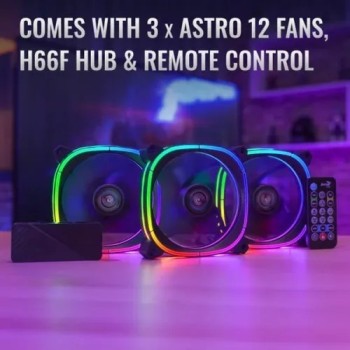 COMES WITH 3 x ASTRO 12 FANS,
H66F HUB & REMOTE CONTROL